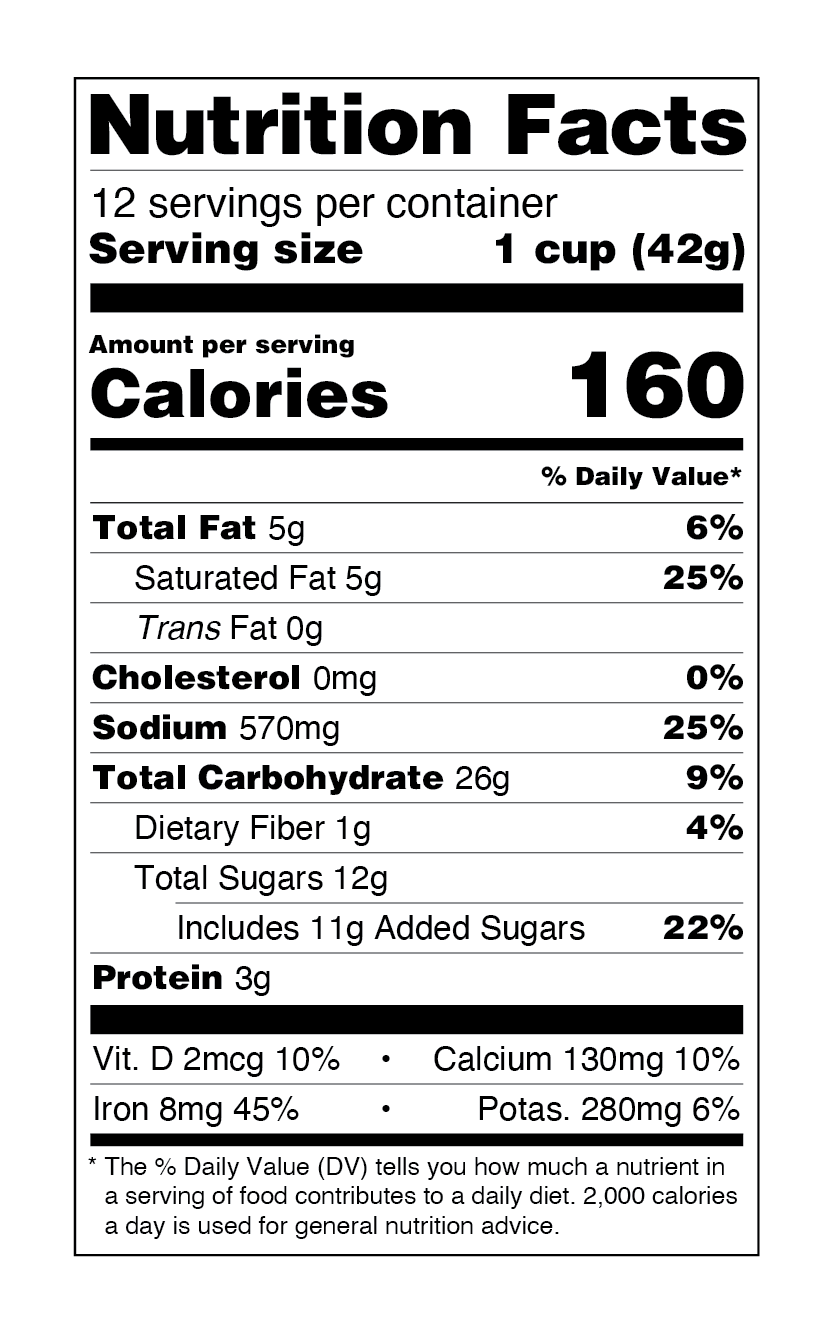 Nutrition Facts
12 servings per container
Serving size 1 cup (42g)
Amount per serving
Calories 160
% Daily Value*
Total Fat 5g 6%
Saturated Fat 5g 25%
Trans Fat 0g
Cholesterol 0mg 0%
Sodium 570mg 25%
Total Carbohydrate 26g 9%
Dietary Fiber 1g 4%
Total Sugars 12g
Includes 11g Added Sugars 22%
Protein 3g
Vit. D 2mcg 10% • Calcium 130mg 10%
Iron 8mg 45% • Potas. 280mg 6%
* The % Daily Value (DV) tells you how much a nutrient in
a serving of food contributes to a daily diet. 2,000 calories
a day is used for general nutrition advice.